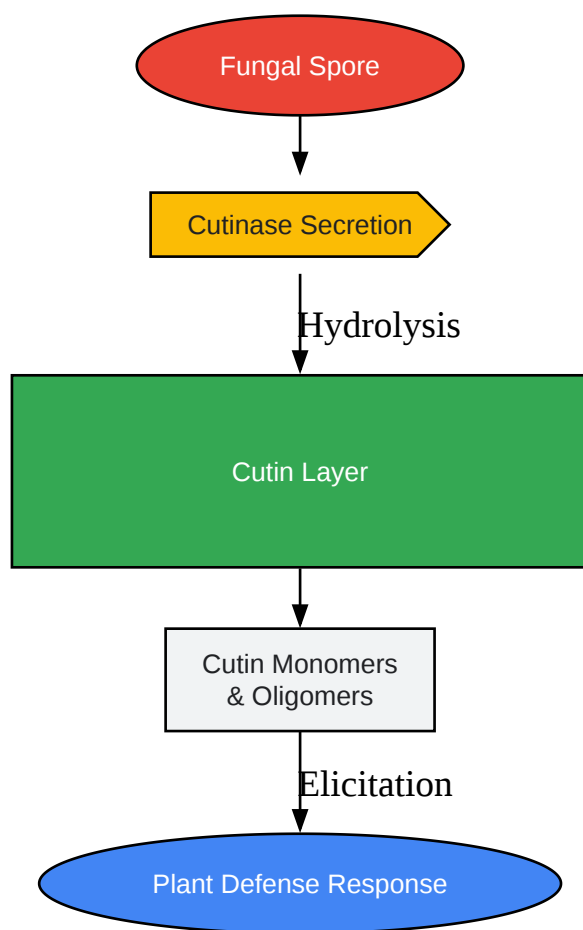 Fungal Spore
Cutinase Secretion
Hydrolysis
Cutin Layer
Cutin Monomers
& Oligomers
Elicitation
Plant Defense Response